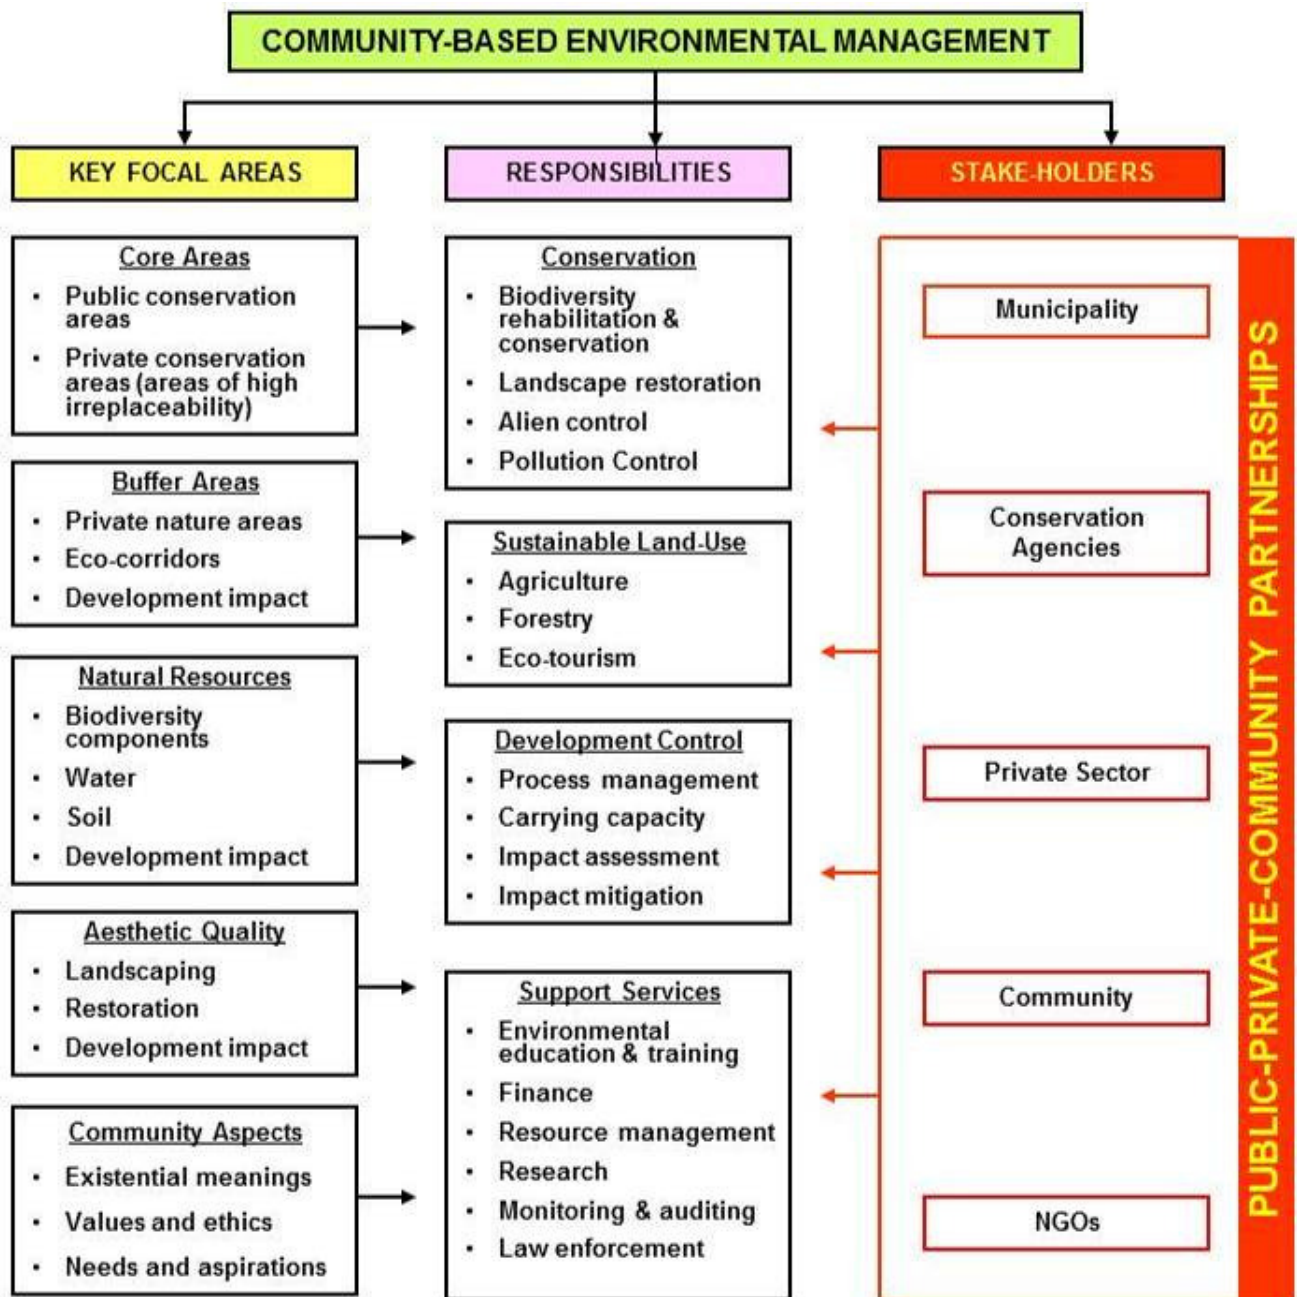 COMMUNITY-BASED ENVIRONMENTAL MANAGEMENT
KEY FOCAL AREAS
Core Areas
• Public conservation
areas
• Private conservation
areas (areas of high
irreplaceability)
Buffer Areas
• Private nature areas
• Eco-corridors
• Development impact
Natural Resources
• Biodiversity
components
• Water
• Soil
• Development impact
Aesthetic Quality
• Landscaping
• Restoration
• Development impact
Community Aspects
• Existential meanings
• Values and ethics
• Needs and aspirations
RESPONSIBILITIES
Conservation
• Biodiversity
rehabilitation &
conservation
• Landscape restoration
• Alien control
• Pollution Control
Sustainable Land-Use
• Agriculture
• Forestry
• Eco-tourism
Development Control
• Process management
• Carrying capacity
• Impact assessment
• Impact mitigation
Support Services
• Environmental
education & training
• Finance
• Resource management
• Research
• Monitoring & auditing
• Law enforcement
STAKE-HOLDERS
Municipality
Conservation
Agencies
Private Sector
Community
NGOs
PUBLIC-PRIVATE-COMMUNITY PARTNERSHIPS